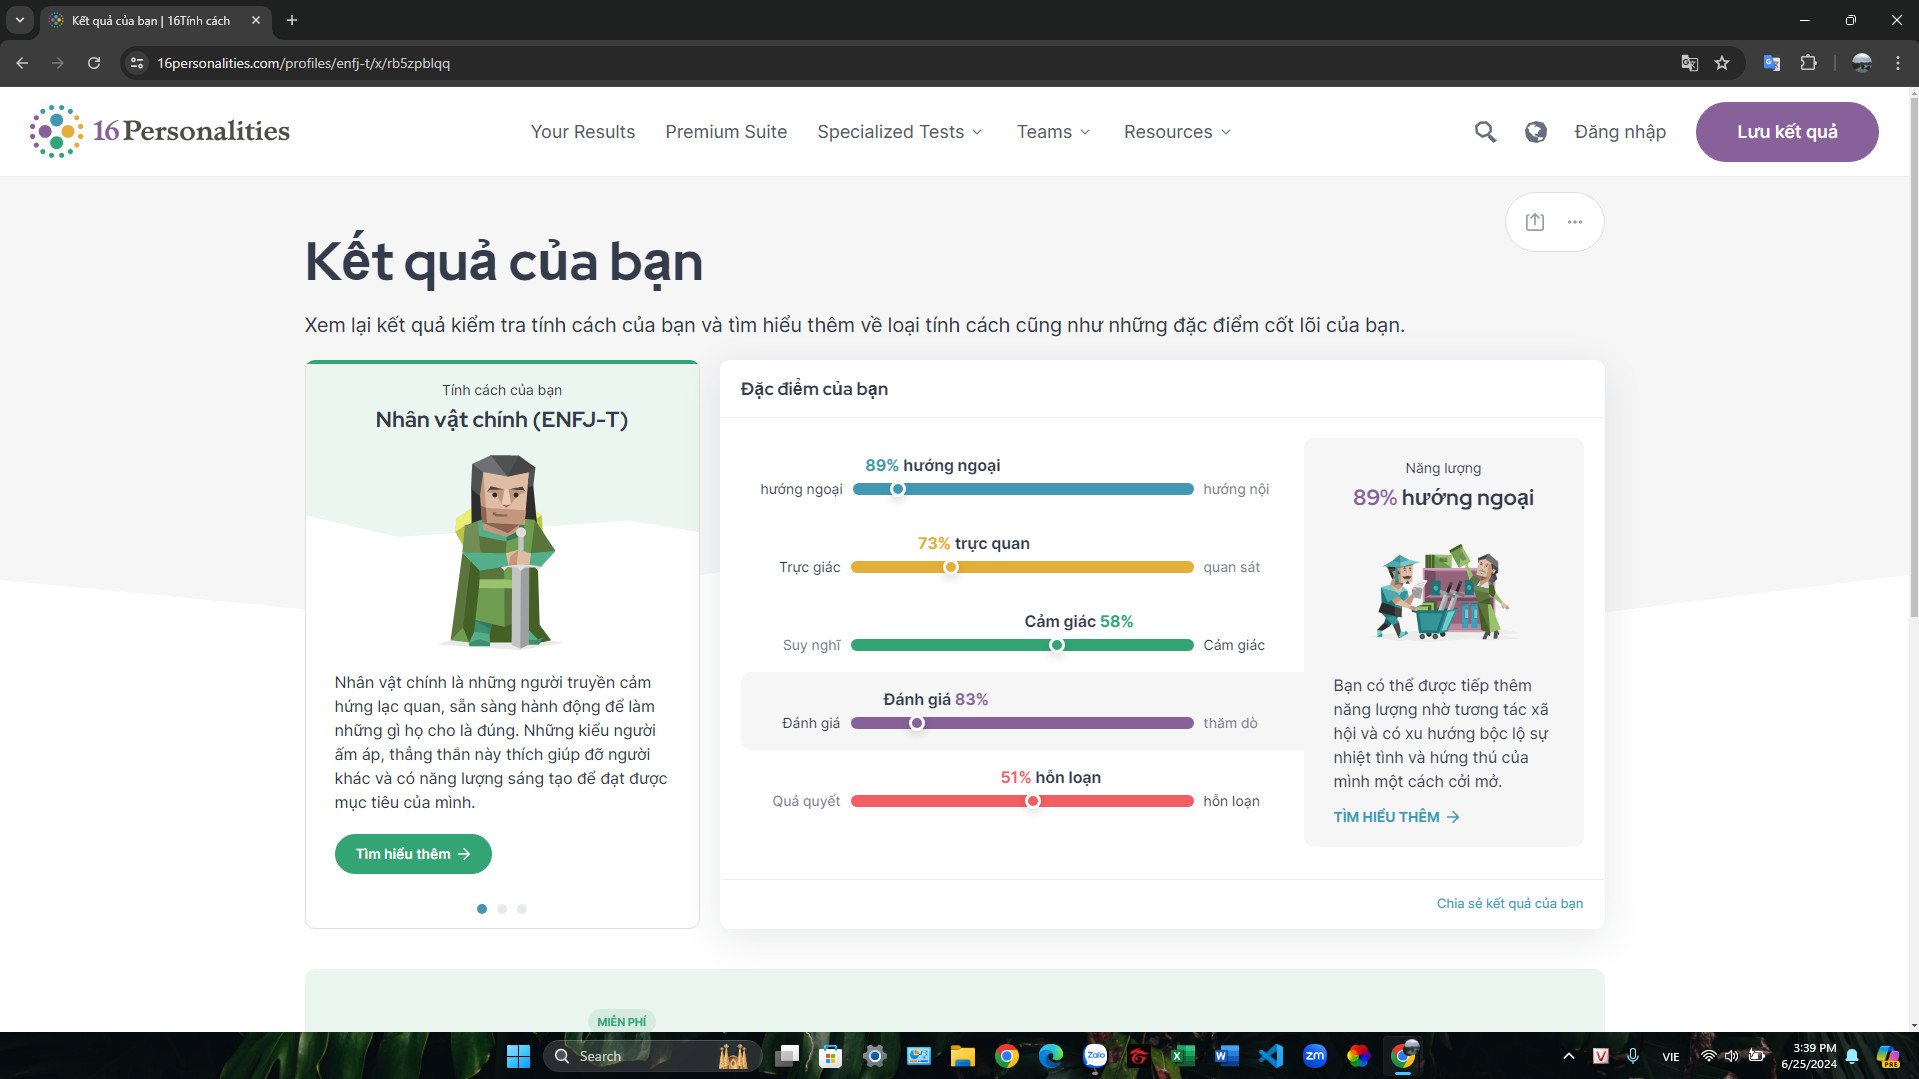 Kết quả của bạn | 16Tính cách
16personalities.com/profiles/enfj-t/x/rb5zpblqq
16Personalities
Your Results
Premium Suite
Specialized Tests
Teams
Resources
Đăng nhập
Lưu kết quả
Kết quả của bạn
Xem lại kết quả kiểm tra tính cách của bạn và tìm hiểu thêm về loại tính cách cũng như những đặc điểm cốt lõi của bạn.
Tính cách của bạn
Nhân vật chính (ENFJ-T)
Nhân vật chính là những người truyền cảm
hứng lạc quan, sẵn sàng hành động để làm
những gì họ cho là đúng. Những kiểu người
ấm áp, thẳng thắn này thích giúp đỡ người
khác và có năng lượng sáng tạo để đạt được
mục tiêu của mình.
Tìm hiểu thêm
Đặc điểm của bạn
89% hướng ngoại
hướng ngoại
hướng nội
73% trực quan
Trực giác
quan sát
Cảm giác 58%
Suy nghĩ
Cảm giác
Đánh giá 83%
Đánh giá
thăm dò
51% hỗn loạn
Quả quyết
hỗn loạn
Năng lượng
89% hướng ngoại
Bạn có thể được tiếp thêm
năng lượng nhờ tương tác xã
hội và có xu hướng bộc lộ sự
nhiệt tình và hứng thú của
mình một cách cởi mở.
TÌM HIỂU THÊM
Chia sẻ kết quả của bạn
MIỄN PHÍ
Search
Zalo
zm
VIE
3:39 PM
6/25/2024
PRE